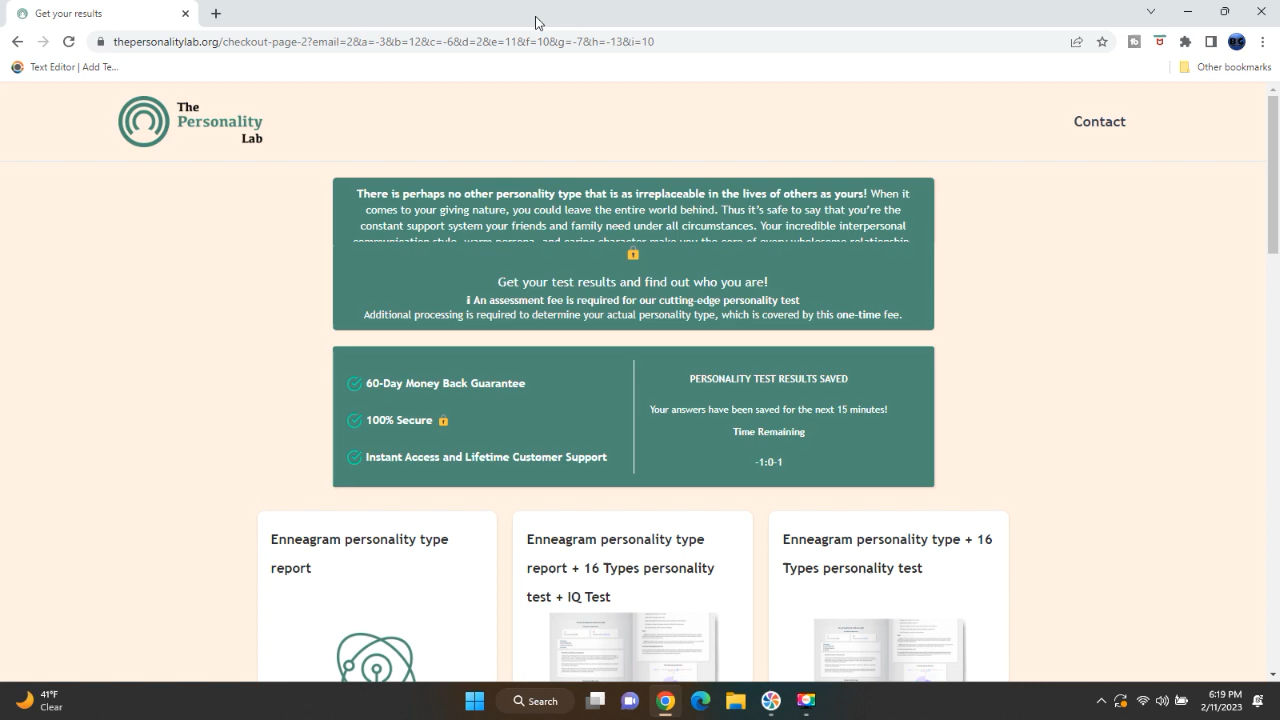 Get your results
thepersonalitylab.org/checkout-page-2?email=2&a=-3&b=12&c=-6&d=2&e=11&f=10&g=-7&h=-13&i=10
Text Editor | Add Te...
Other bookmarks
The
Personality
Lab
Contact
There is perhaps no other personality type that is as irreplaceable in the lives of others as yours! When it
comes to your giving nature, you could leave the entire world behind. Thus it's safe to say that you're the
constant support system your friends and family need under all circumstances. Your incredible interpersonal
communication style, warm persona, and caring character make you the core of every wholesome relationship
Get your test results and find out who you are!
ℹ An assessment fee is required for our cutting-edge personality test
Additional processing is required to determine your actual personality type, which is covered by this one-time fee.
60-Day Money Back Guarantee
100% Secure
Instant Access and Lifetime Customer Support
PERSONALITY TEST RESULTS SAVED
Your answers have been saved for the next 15 minutes!
Time Remaining
-1:0-1
Enneagram personality type
report
Enneagram personality type
report + 16 Types personality
test + IQ Test
Enneagram personality type + 16
Types personality test
41°F
Clear
Search
6:19 PM
2/11/2023